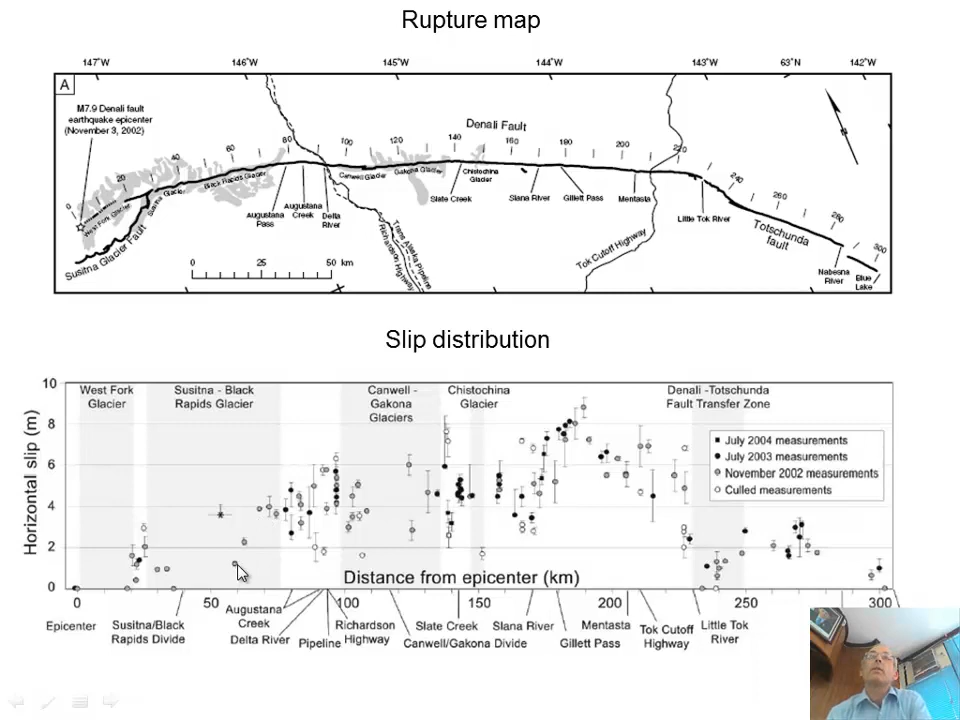 Rupture map
147°W 146°W 145°W 144°W 143°W 63°N 142°W
A
M7.9 Denali fault
earthquake epicenter
(November 3, 2002)
Denali Fault
0 20 40 60 80 100 120 140 160 180 200 220 240 260 280 300
West Fork Glacier
Susitna Glacier
Black Rapids Glacier
Canwell Glacier
Gakona Glacier
Chistochina
Glacier
Augustana
Pass
Augustana
Creek
Delta
River
Slate Creek
Slana River
Gillett Pass
Mentasta
Little Tok River
Susitna Glacier Fault
Trans Alaska Pipeline
Richardson Highway
Tok Cutoff Highway
Totschunda
fault
Nabesna
River
Blue
Lake
N
0 25 50 km
Slip distribution
Horizontal slip (m)
10
8
6
4
2
0
West Fork
Glacier
Susitna - Black
Rapids Glacier
Canwell -
Gakona
Glaciers
Chistochina
Glacier
Denali -Totschunda
Fault Transfer Zone
July 2004 measurements
July 2003 measurements
November 2002 measurements
Culled measurements
Distance from epicenter (km)
0 50 100 150 200 250 300
Epicenter
Susitna/Black
Rapids Divide
Augustana
Creek
Delta River
Pipeline
Richardson
Highway
Slate Creek
Canwell/Gakona Divide
Slana River
Gillett Pass
Mentasta
Tok Cutoff
Highway
Little Tok
River